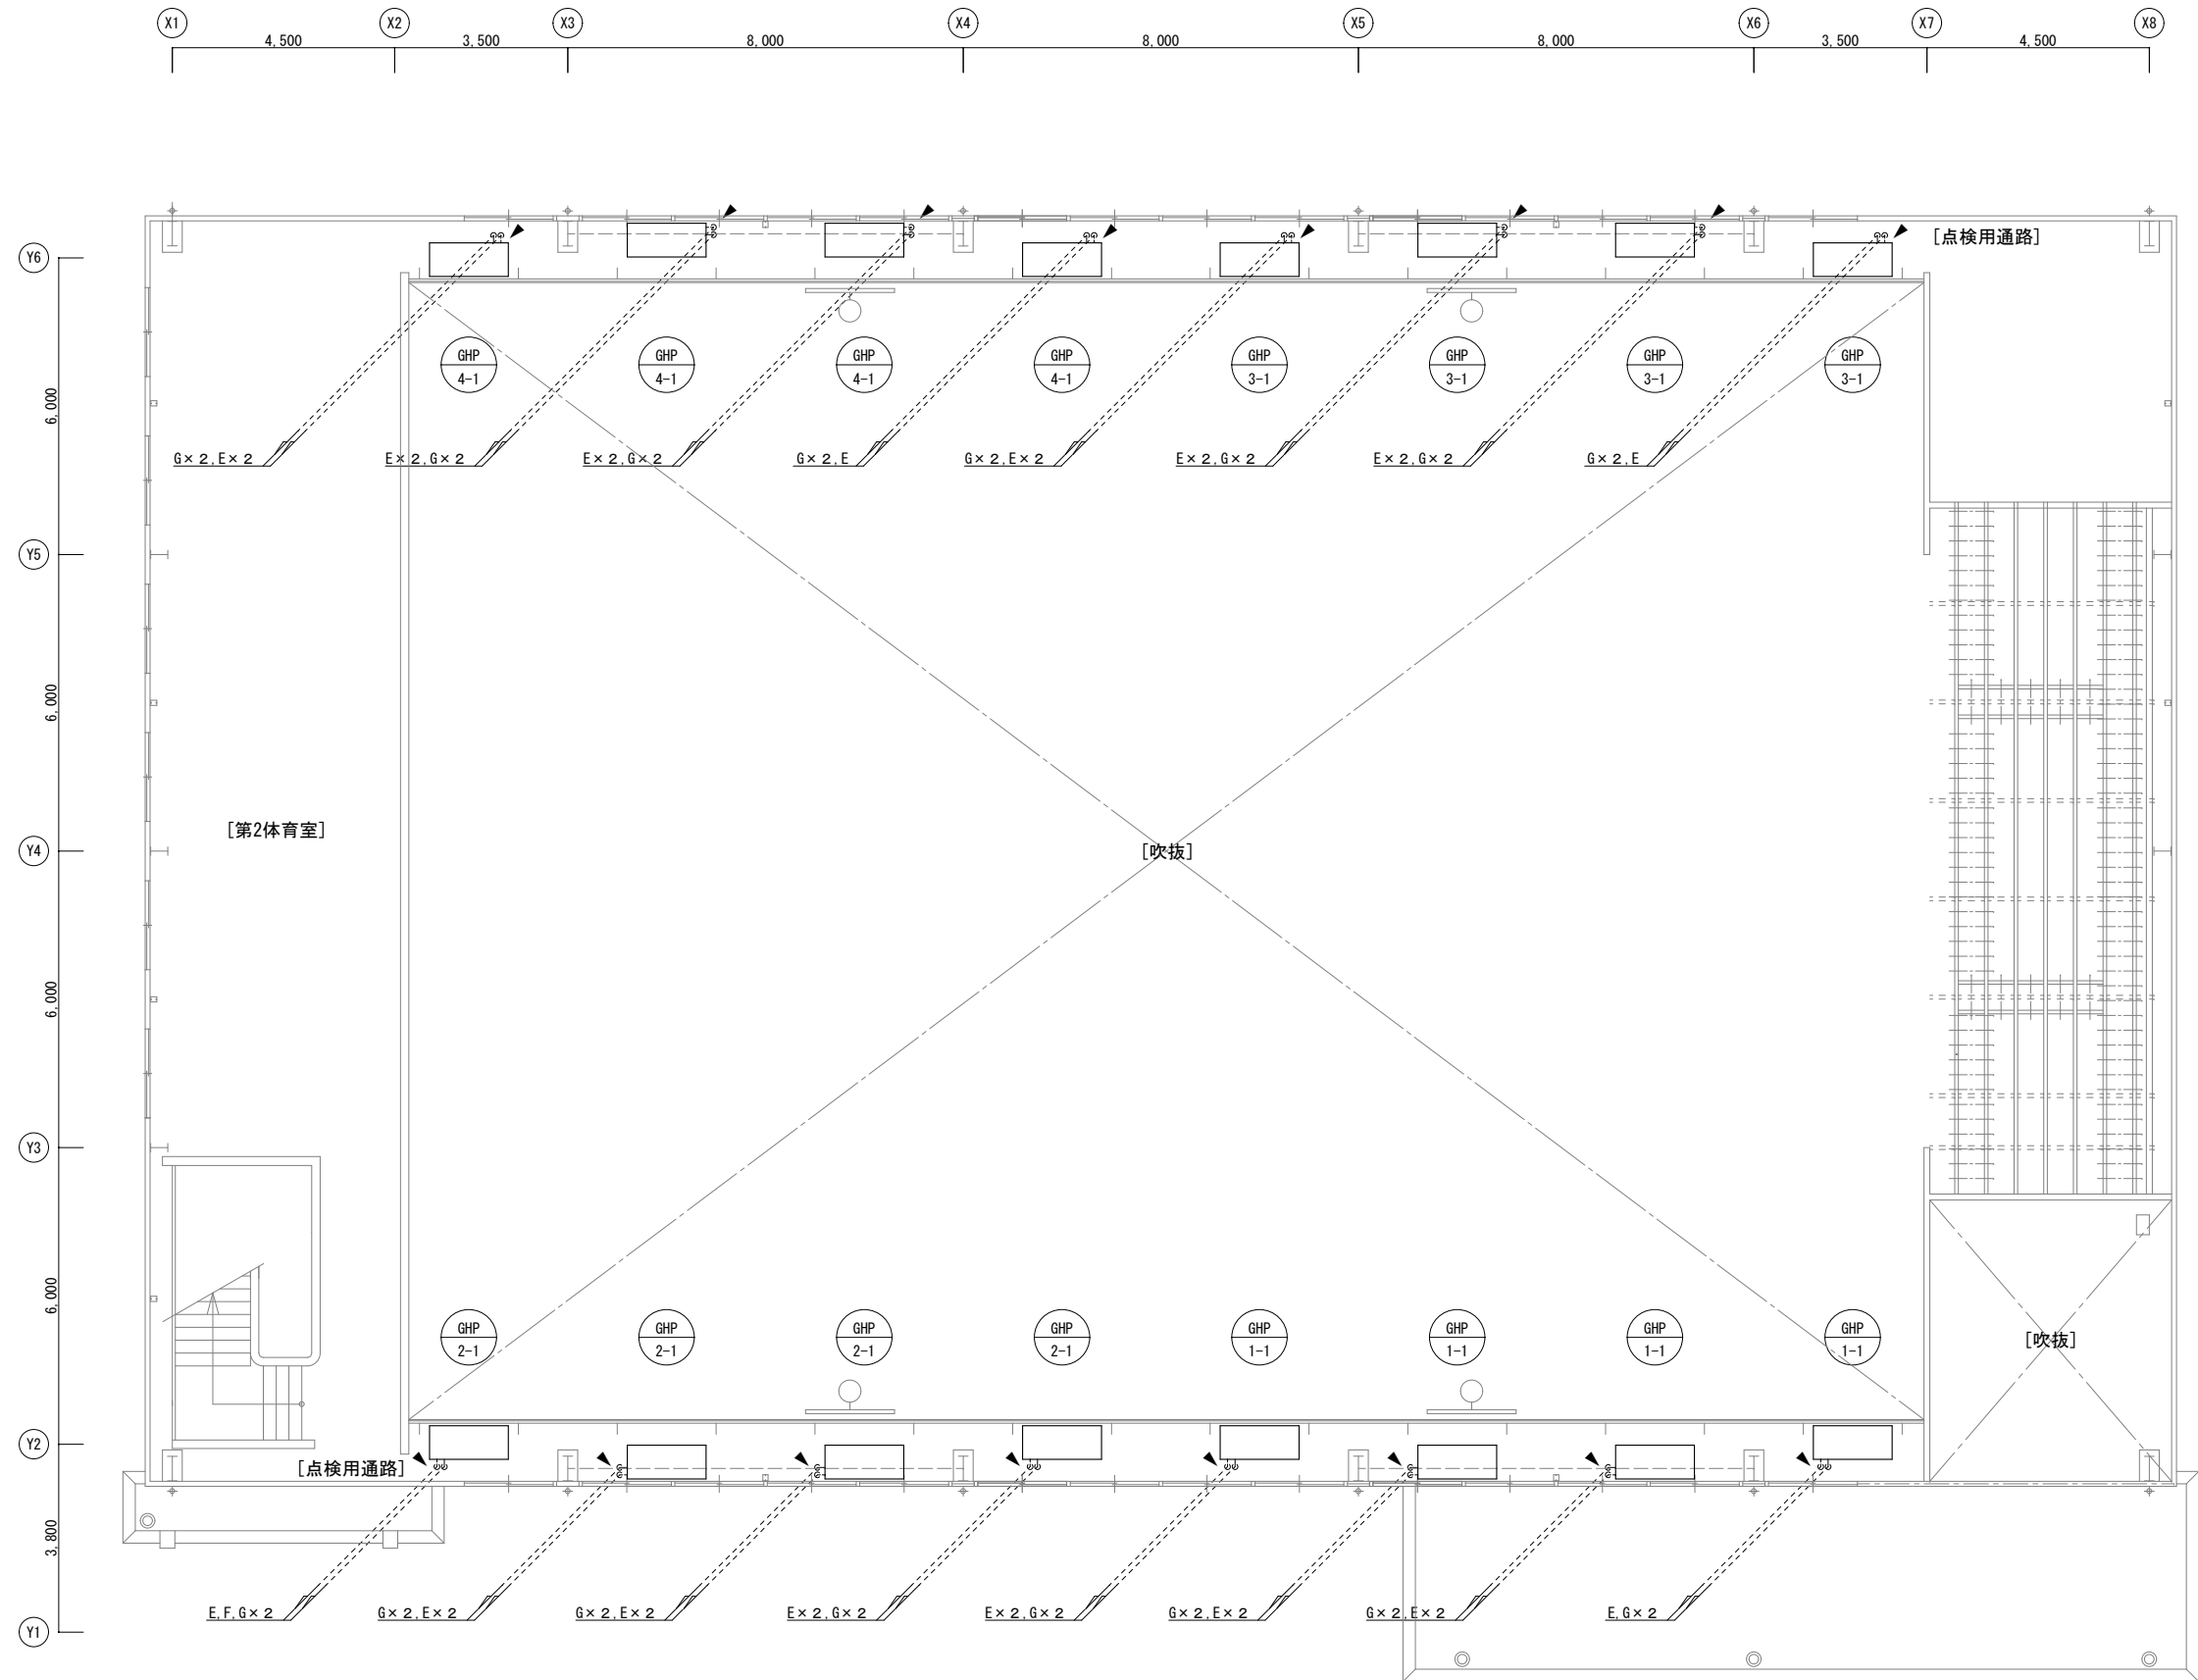 X1 X2 X3 X4 X5 X6 X7 X8
4,500 3,500 8,000 8,000 8,000 3,500 4,500
[点検用通路]
Y6
GHP GHP GHP GHP GHP GHP GHP GHP
4-1 4-1 4-1 4-1 3-1 3-1 3-1 3-1
6,000
G×2,E×2 E×2,G×2 E×2,G×2 G×2,E G×2,E×2 E×2,G×2 E×2,G×2 G×2,E
Y5
6,000
[第2体育室]
Y4
[吹抜]
6,000
Y3
6,000
GHP GHP GHP GHP GHP GHP GHP GHP
2-1 2-1 2-1 2-1 1-1 1-1 1-1 1-1
[吹抜]
Y2
[点検用通路]
3,800
E,F,G×2 G×2,E×2 G×2,E×2 E×2,G×2 E×2,G×2 G×2,E×2 G×2,E×2 E,G×2
Y1